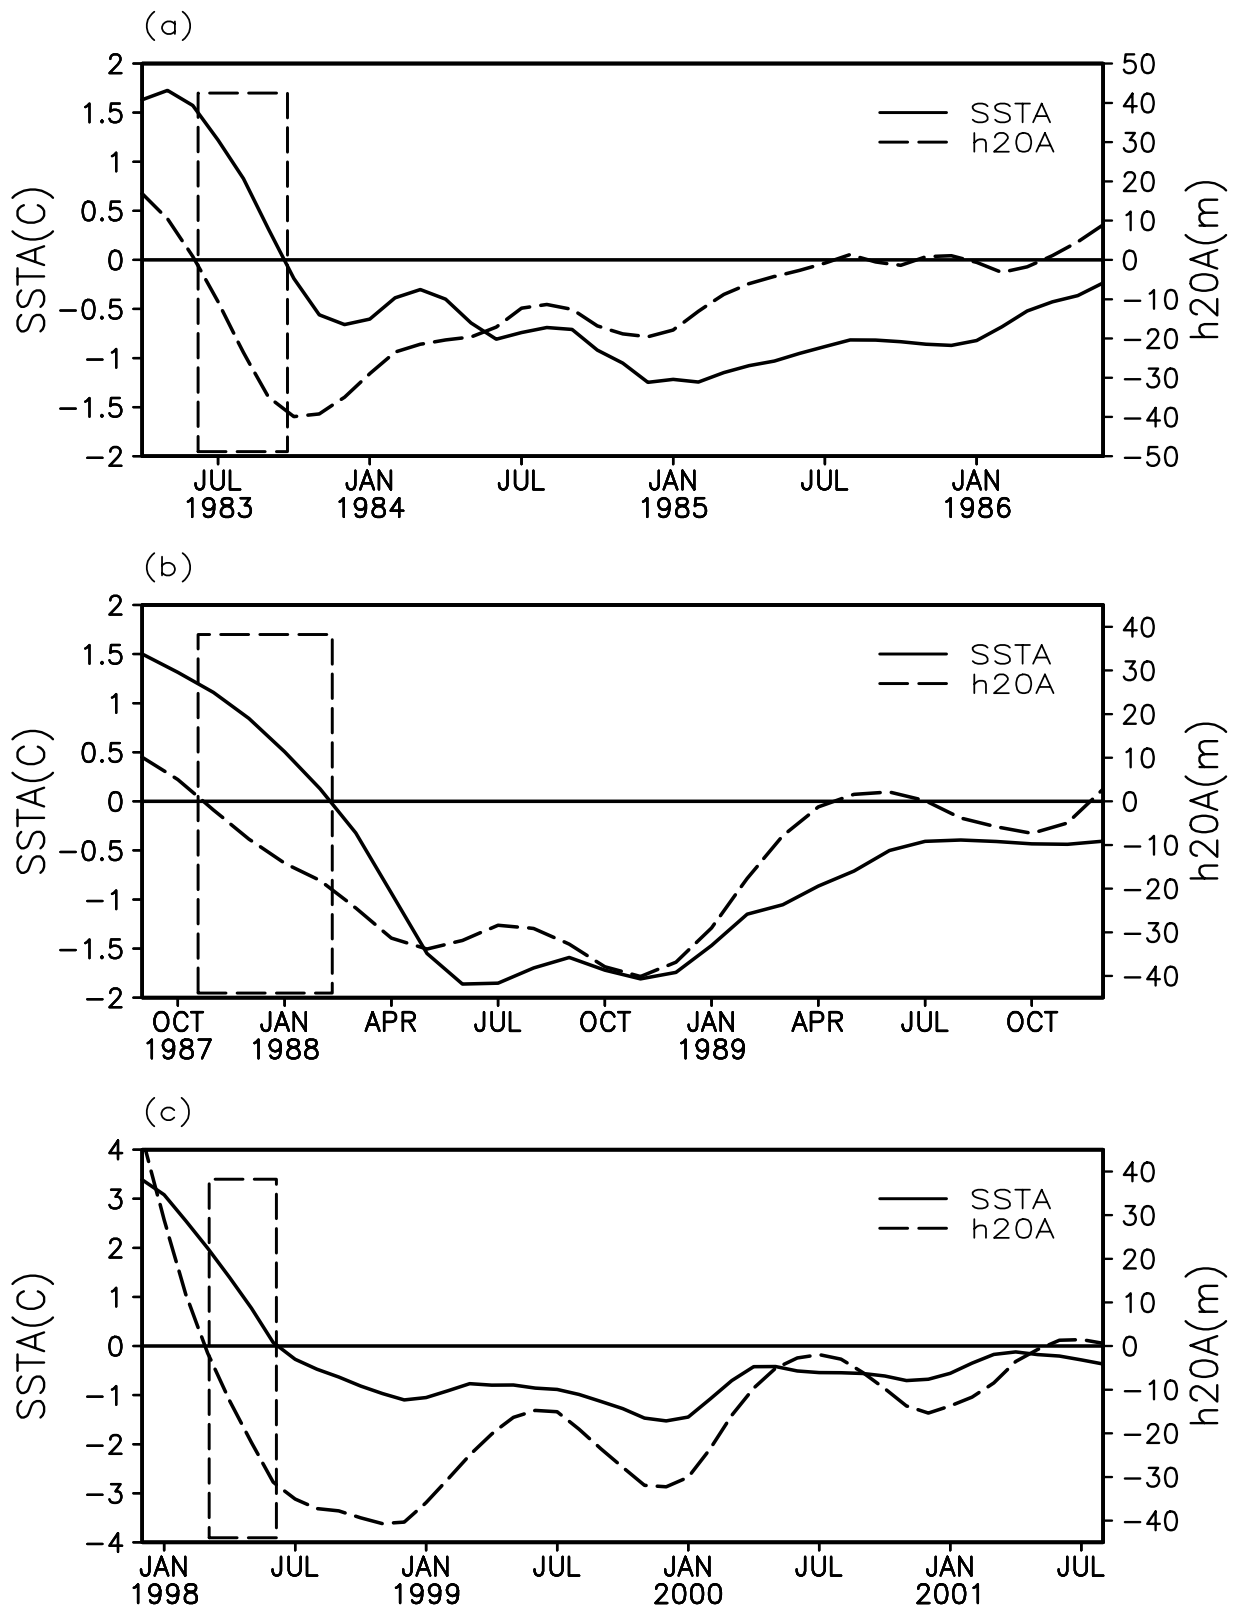 (a)
SSTA(C)
2
1.5
1
0.5
0
−0.5
−1
−1.5
−2
SSTA
h20A
50
40
30
20
10
0
−10
−20
−30
−40
−50
h20A(m)
JUL JAN JUL JAN JUL JAN
1983 1984 1985 1986
(b)
SSTA(C)
2
1.5
1
0.5
0
−0.5
−1
−1.5
−2
SSTA
h20A
40
30
20
10
0
−10
−20
−30
−40
h20A(m)
OCT JAN APR JUL OCT JAN APR JUL OCT
1987 1988 1989
(c)
SSTA(C)
4
3
2
1
0
−1
−2
−3
−4
SSTA
h20A
40
30
20
10
0
−10
−20
−30
−40
h20A(m)
JAN JUL JAN JUL JAN JUL JAN JUL
1998 1999 2000 2001